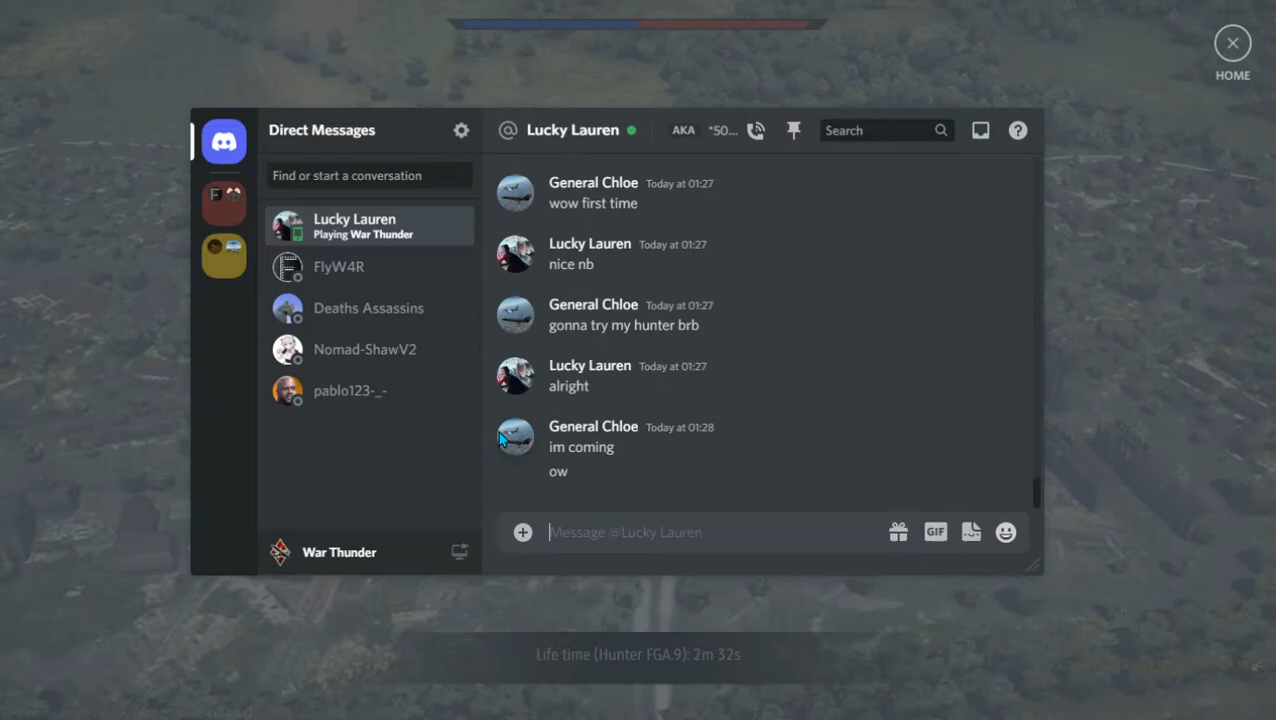 HOME
Direct Messages
Find or start a conversation
Lucky Lauren
Playing War Thunder
FlyW4R
Deaths Assassins
Nomad-ShawV2
pablo123-_-
War Thunder
@ Lucky Lauren
AKA *50...
Search
General Chloe Today at 01:27
wow first time
Lucky Lauren Today at 01:27
nice nb
General Chloe Today at 01:27
gonna try my hunter brb
Lucky Lauren Today at 01:27
alright
General Chloe Today at 01:28
im coming
ow
Message @Lucky Lauren
GIF
Life time (Hunter FGA.9): 2m 32s